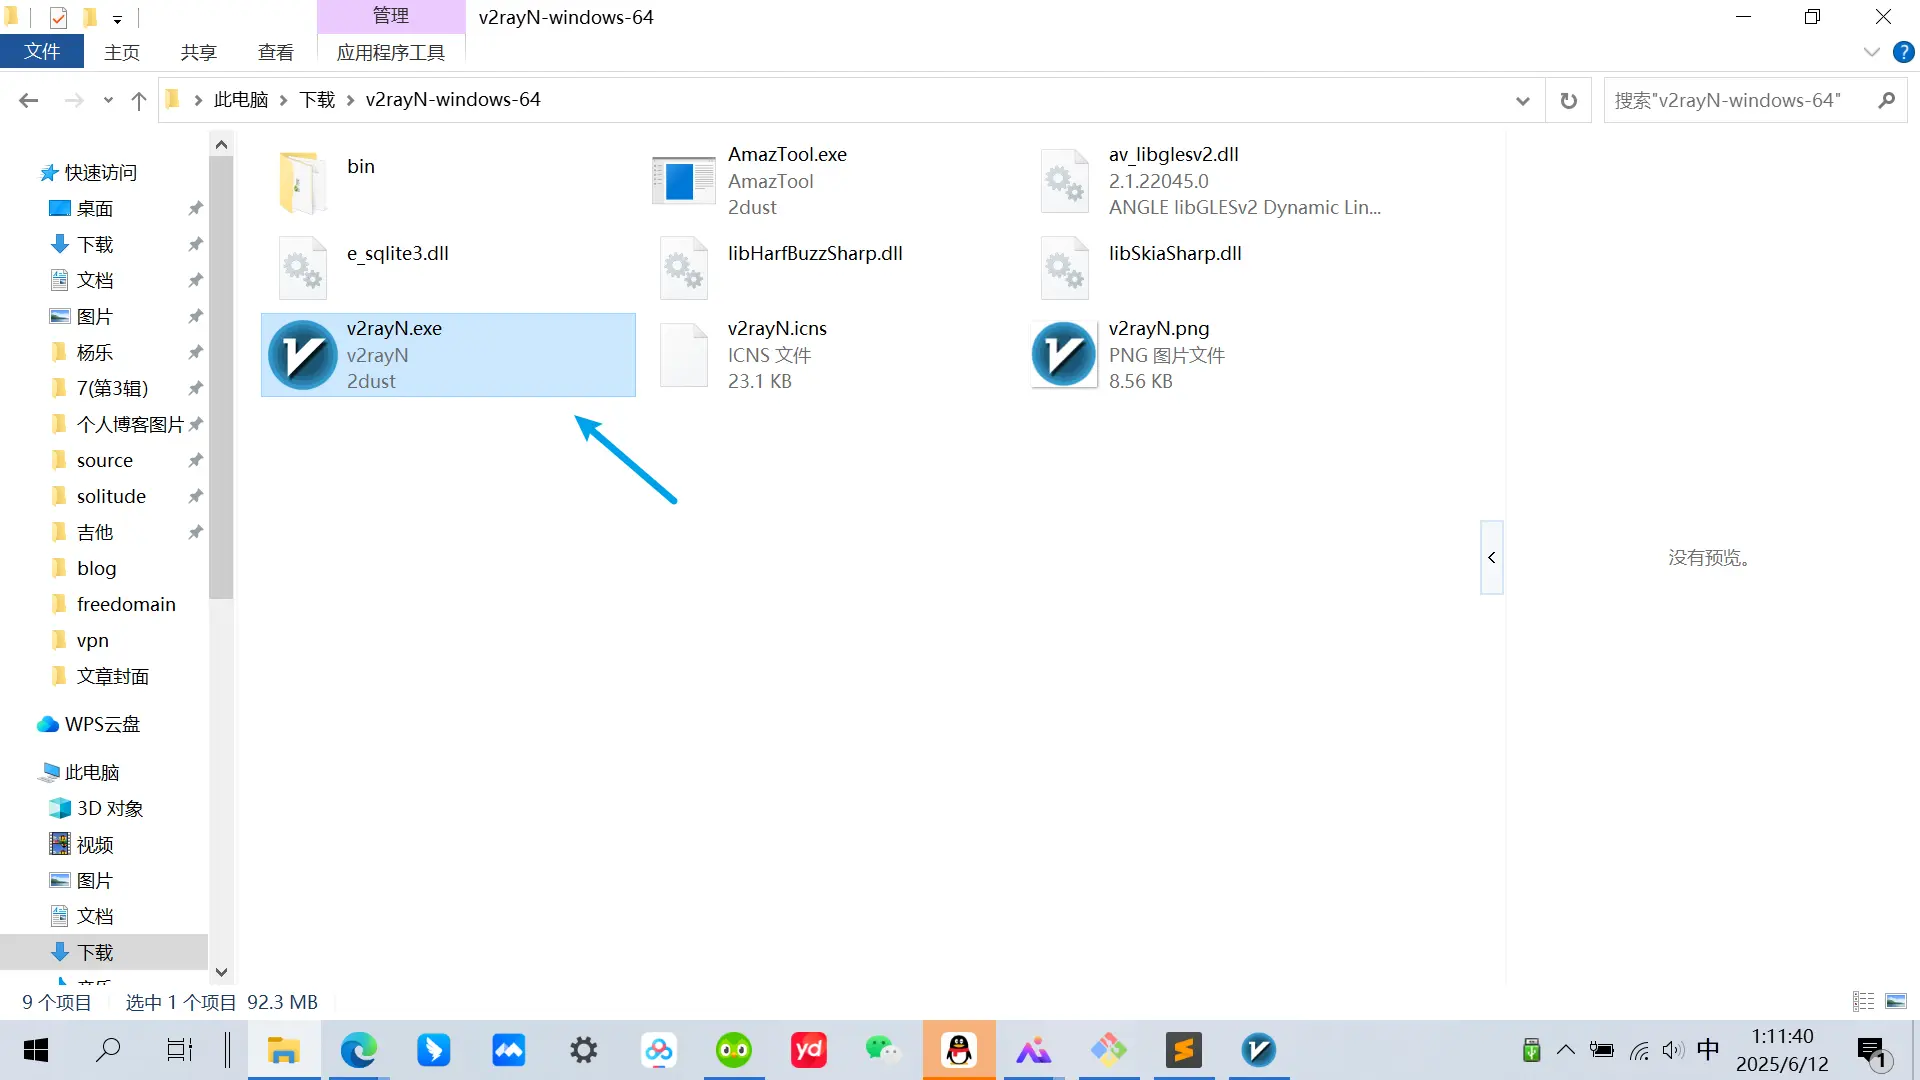 管理
v2rayN-windows-64
文件
主页
共享
查看
应用程序工具
此电脑
下载
v2rayN-windows-64
搜索"v2rayN-windows-64"
快速访问
桌面
下载
文档
图片
杨乐
7(第3辑)
个人博客图片
source
solitude
吉他
blog
freedomain
vpn
文章封面
WPS云盘
此电脑
3D 对象
视频
图片
文档
下载
bin
AmazTool.exe
AmazTool
2dust
av_libglesv2.dll
2.1.22045.0
ANGLE libGLESv2 Dynamic Lin...
e_sqlite3.dll
libHarfBuzzSharp.dll
libSkiaSharp.dll
v2rayN.exe
v2rayN
2dust
v2rayN.icns
ICNS 文件
23.1 KB
v2rayN.png
PNG 图片文件
8.56 KB
没有预览。
9 个项目
选中 1 个项目 92.3 MB
yd
中
1:11:40
2025/6/12
1